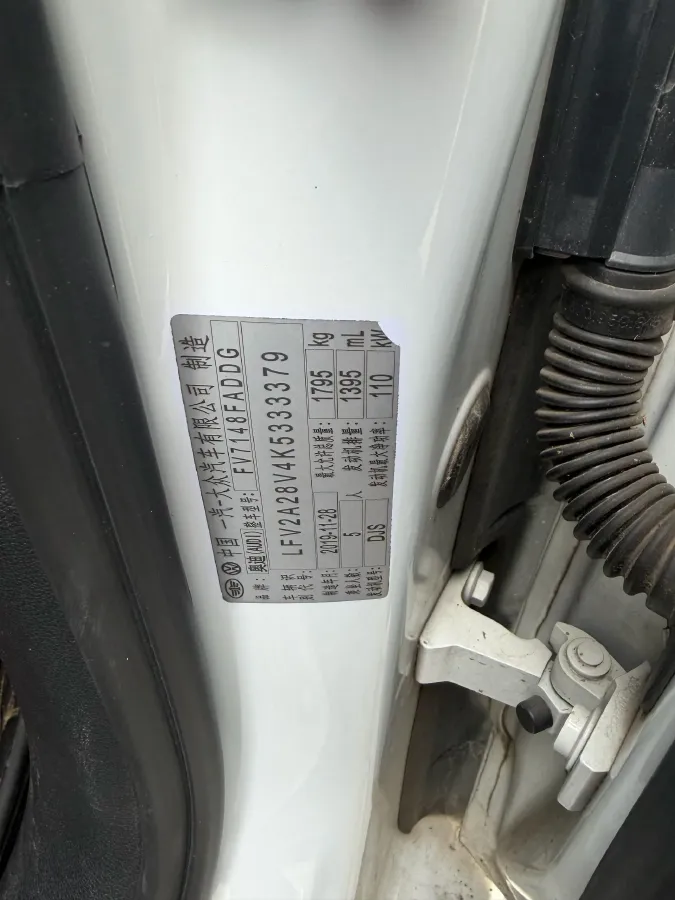 中国 一汽-大众汽车有限公司 制造
品牌: 奥迪(AUDI) 整车型号: FV7148FADDG
车辆识别代号: LFV2A28V4K5333379
制造年月: 2019-11-28 最大允许总质量: 1795 kg
乘坐人数: 5 人 发动机排量: 1395 mL
发动机型号: DJS 发动机最大净功率: 110 kW